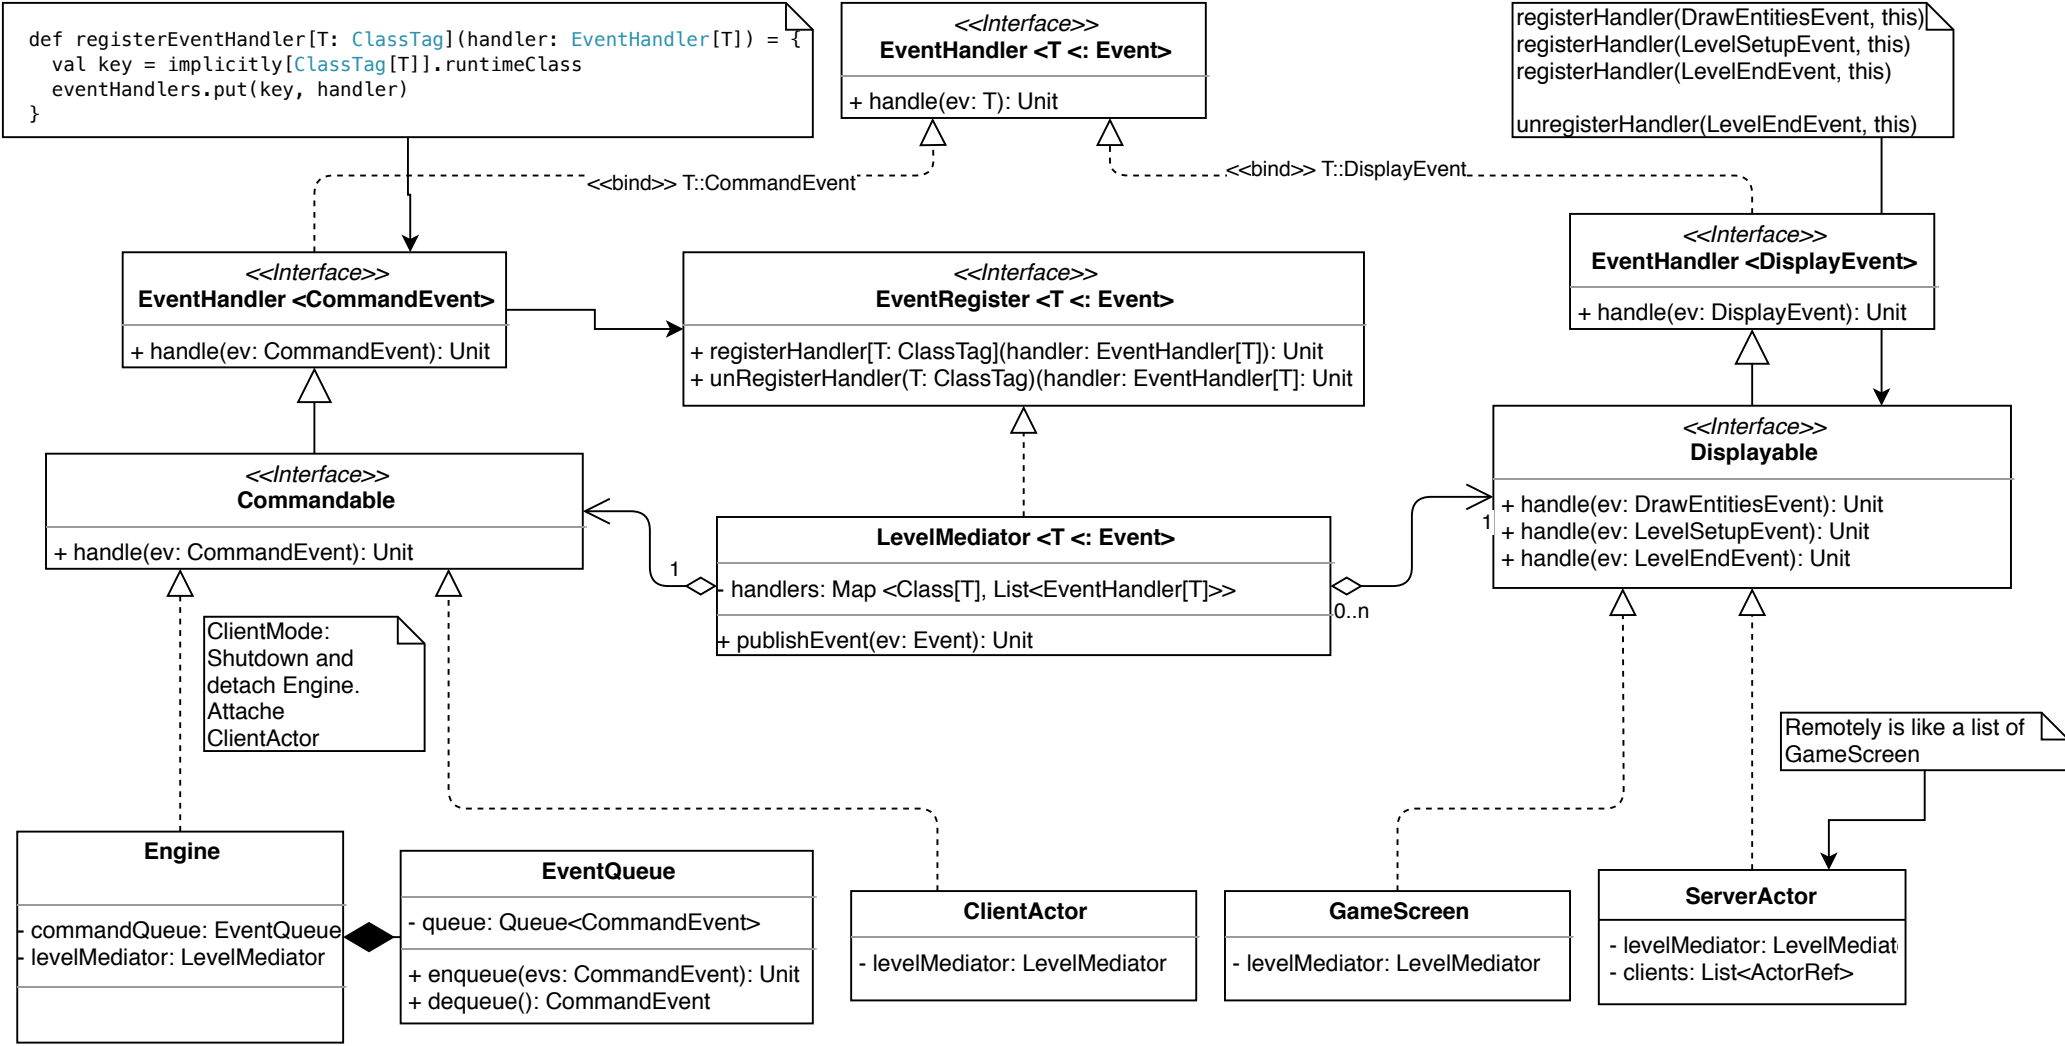 def registerEventHandler[T: ClassTag](handler: EventHandler[T]) = {
val key = implicitly[ClassTag[T]].runtimeClass
eventHandlers.put(key, handler)
}
<<Interface>>
EventHandler <T <: Event>
+ handle(ev: T): Unit
registerHandler(DrawEntitiesEvent, this)
registerHandler(LevelSetupEvent, this)
registerHandler(LevelEndEvent, this)
unregisterHandler(LevelEndEvent, this)
<<bind>> T::CommandEvent
<<bind>> T::DisplayEvent
<<Interface>>
EventHandler <CommandEvent>
+ handle(ev: CommandEvent): Unit
<<Interface>>
EventRegister <T <: Event>
+ registerHandler[T: ClassTag](handler: EventHandler[T]): Unit
+ unRegisterHandler(T: ClassTag)(handler: EventHandler[T]: Unit
<<Interface>>
EventHandler <DisplayEvent>
+ handle(ev: DisplayEvent): Unit
<<Interface>>
Commandable
+ handle(ev: CommandEvent): Unit
1
LevelMediator <T <: Event>
- handlers: Map <Class[T], List<EventHandler[T]>>
+ publishEvent(ev: Event): Unit
1
0..n
<<Interface>>
Displayable
+ handle(ev: DrawEntitiesEvent): Unit
+ handle(ev: LevelSetupEvent): Unit
+ handle(ev: LevelEndEvent): Unit
ClientMode:
Shutdown and
detach Engine.
Attache
ClientActor
Remotely is like a list of
GameScreen
Engine
- commandQueue: EventQueue
- levelMediator: LevelMediator
EventQueue
- queue: Queue<CommandEvent>
+ enqueue(evs: CommandEvent): Unit
+ dequeue(): CommandEvent
ClientActor
- levelMediator: LevelMediator
GameScreen
- levelMediator: LevelMediator
ServerActor
- levelMediator: LevelMediat
- clients: List<ActorRef>